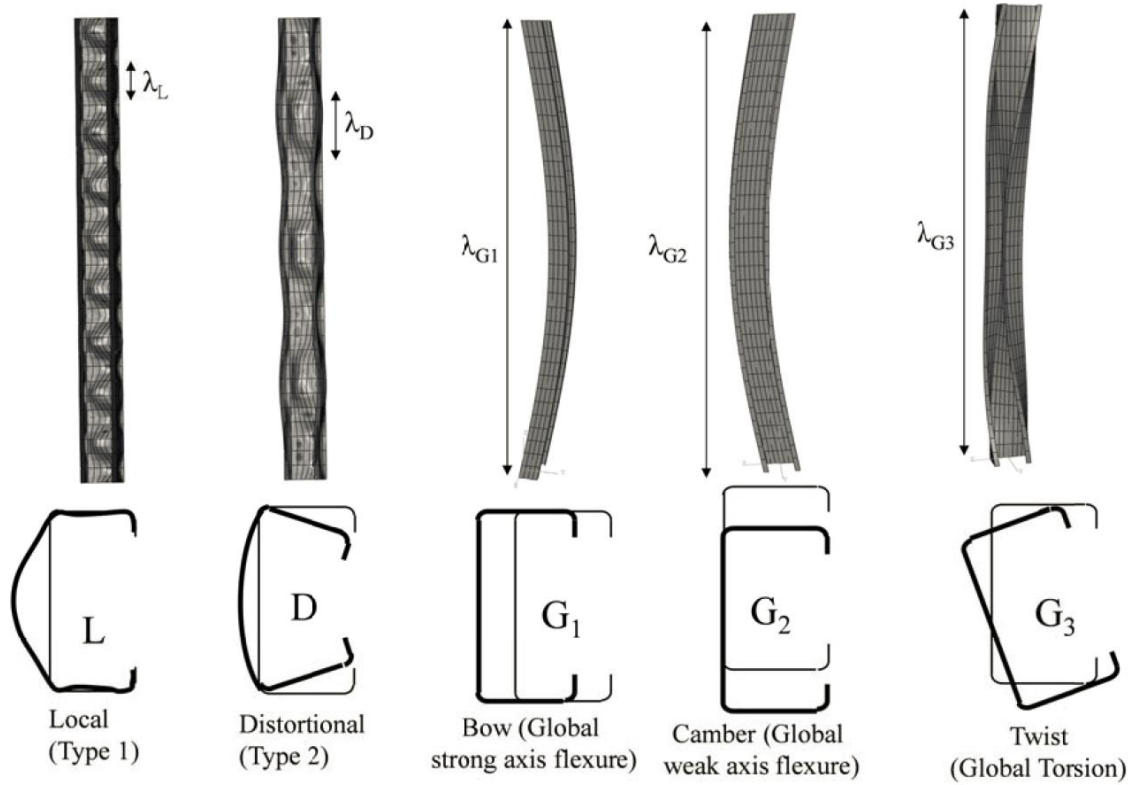 λL
λD
λG1
λG2
λG3
L
D
G1
G2
G3
Local
(Type 1)
Distortional
(Type 2)
Bow (Global
strong axis flexure)
Camber (Global
weak axis flexure)
Twist
(Global Torsion)